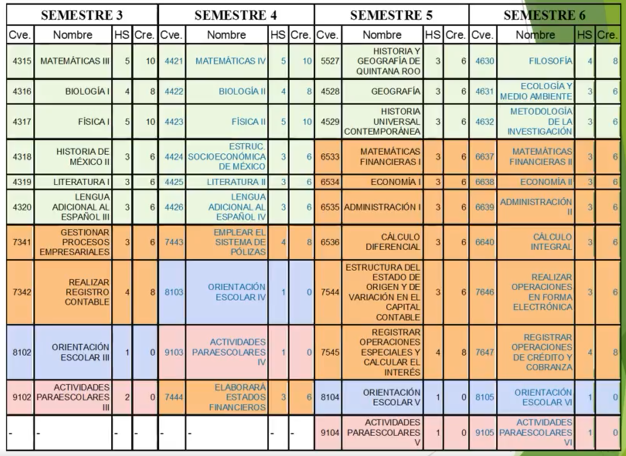 SEMESTRE 3 SEMESTRE 4 SEMESTRE 5 SEMESTRE 6
Cve. Nombre HS Cre. Cve. Nombre HS Cre. Cve. Nombre HS Cre. Cve. Nombre HS Cre.
4315 MATEMÁTICAS III 5 10 4421 MATEMÁTICAS IV 5 10 5527 HISTORIA Y GEOGRAFÍA DE QUINTANA ROO 3 6 4630 FILOSOFÍA 4 8
4316 BIOLOGÍA I 4 8 4422 BIOLOGÍA II 4 8 4528 GEOGRAFÍA 3 6 4631 ECOLOGÍA Y MEDIO AMBIENTE 3 6
4317 FÍSICA I 5 10 4423 FÍSICA II 5 10 4529 HISTORIA UNIVERSAL CONTEMPORÁNEA 3 6 4632 METODOLOGÍA DE LA INVESTIGACIÓN 3 6
4318 HISTORIA DE MÉXICO II 3 6 4424 ESTRUC. SOCIOECONÓMICA DE MÉXICO 3 6 6533 MATEMÁTICAS FINANCIERAS I 3 6 6637 MATEMÁTICAS FINANCIERAS II 3 6
4319 LITERATURA I 3 6 4425 LITERATURA II 3 6 6534 ECONOMÍA I 3 6 6638 ECONOMÍA II 3 6
4320 LENGUA ADICIONAL AL ESPAÑOL III 3 6 4426 LENGUA ADICIONAL AL ESPAÑOL IV 3 6 6535 ADMINISTRACIÓN I 3 6 6639 ADMINISTRACIÓN II 3 6
7341 GESTIONAR PROCESOS EMPRESARIALES 3 6 7443 EMPLEAR EL SISTEMA DE PÓLIZAS 4 8 6536 CÁLCULO DIFERENCIAL 3 6 6640 CÁLCULO INTEGRAL 3 6
7342 REALIZAR REGISTRO CONTABLE 4 8 8103 ORIENTACIÓN ESCOLAR IV 1 0 7544 ESTRUCTURA DEL ESTADO DE ORIGEN Y DE VARIACIÓN EN EL CAPITAL CONTABLE 3 6 7646 REALIZAR OPERACIONES EN FORMA ELECTRÓNICA 3 6
8102 ORIENTACIÓN ESCOLAR III 1 0 9103 ACTIVIDADES PARAESCOLARES IV 1 0 7545 REGISTRAR OPERACIONES ESPECIALES Y CALCULAR EL INTERÉS 4 8 7647 REGISTRAR OPERACIONES DE CRÉDITO Y COBRANZA 4 8
9102 ACTIVIDADES PARAESCOLARES III 2 0 7444 ELABORARÁ ESTADOS FINANCIEROS 3 6 8104 ORIENTACIÓN ESCOLAR V 1 0 8105 ORIENTACIÓN ESCOLAR VI 1 0
- - - - - - - - 9104 ACTIVIDADES PARAESCOLARES V 1 0 9105 ACTIVIDADES PARAESCOLARES VI 1 0